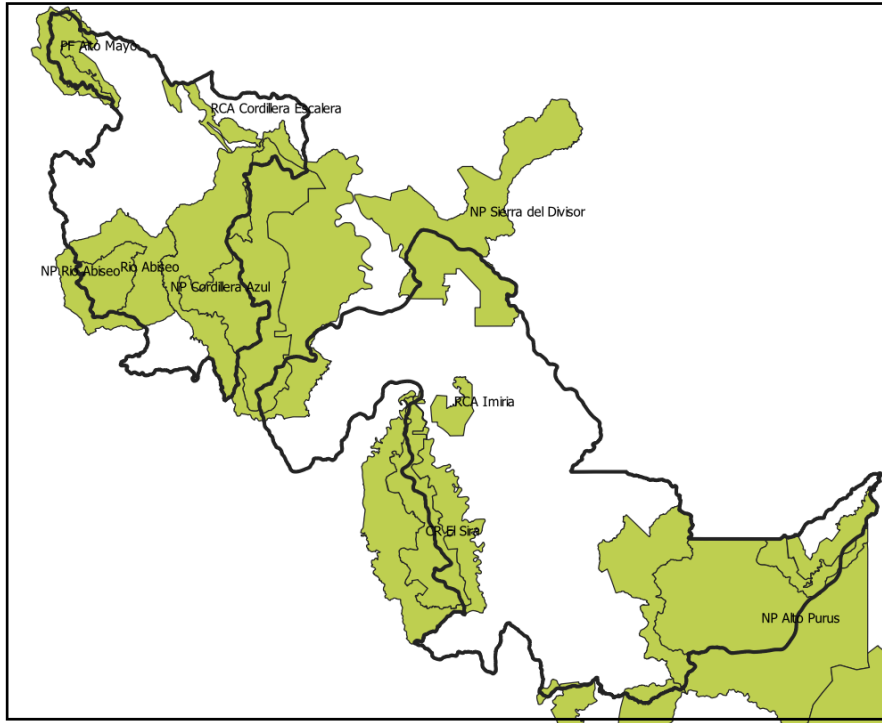 PF Alto Mayo
RCA Cordillera Escalera
NP Sierra del Divisor
NP Rio Abiseo
Rio Abiseo
NP Cordillera Azul
RCA Imiria
CR El Sira
NP Alto Purus